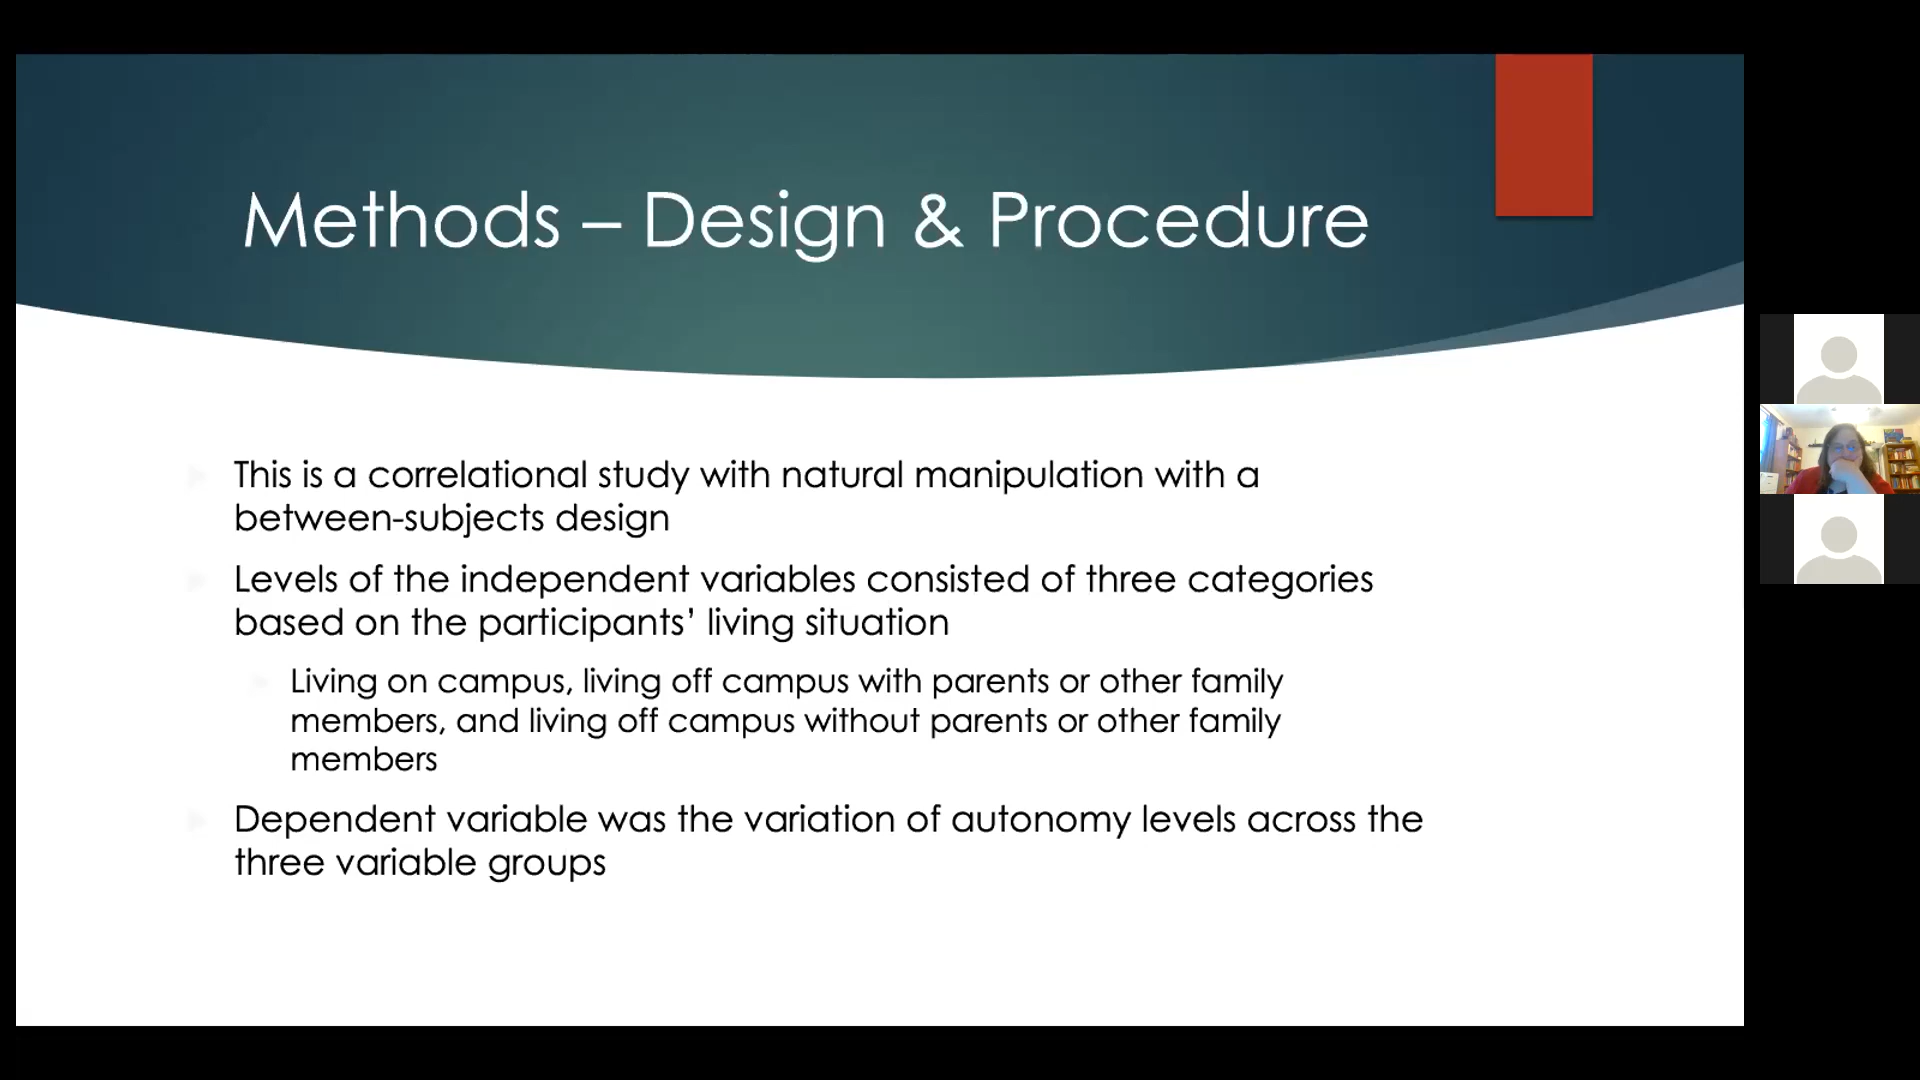 Methods – Design & Procedure
This is a correlational study with natural manipulation with a
between-subjects design
Levels of the independent variables consisted of three categories
based on the participants’ living situation
Living on campus, living off campus with parents or other family
members, and living off campus without parents or other family
members
Dependent variable was the variation of autonomy levels across the
three variable groups